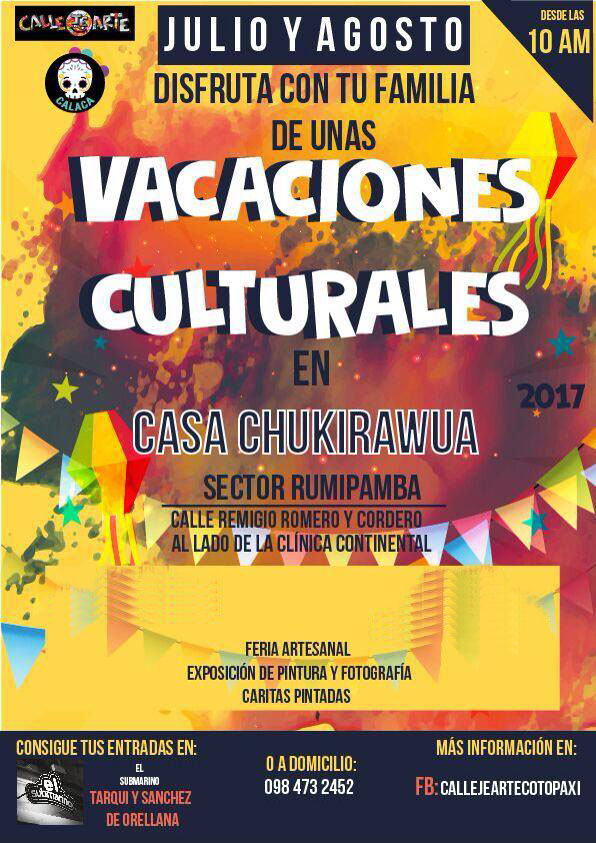 CALLEJEARTE
JULIO Y AGOSTO
DESDE LAS
10 AM
CALACA
DISFRUTA CON TU FAMILIA
DE UNAS
VACACIONES
CULTURALES
EN
2017
CASA CHUKIRAWUA
SECTOR RUMIPAMBA
CALLE REMIGIO ROMERO Y CORDERO
AL LADO DE LA CLÍNICA CONTINENTAL
FERIA ARTESANAL
EXPOSICIÓN DE PINTURA Y FOTOGRAFÍA
CARITAS PINTADAS
CONSIGUE TUS ENTRADAS EN:
EL
SUBMARINO
TARQUI Y SANCHEZ
DE ORELLANA
el
submarino
O A DOMICILIO:
098 473 2452
MÁS INFORMACIÓN EN:
FB: CALLEJEARTECOTOPAXI